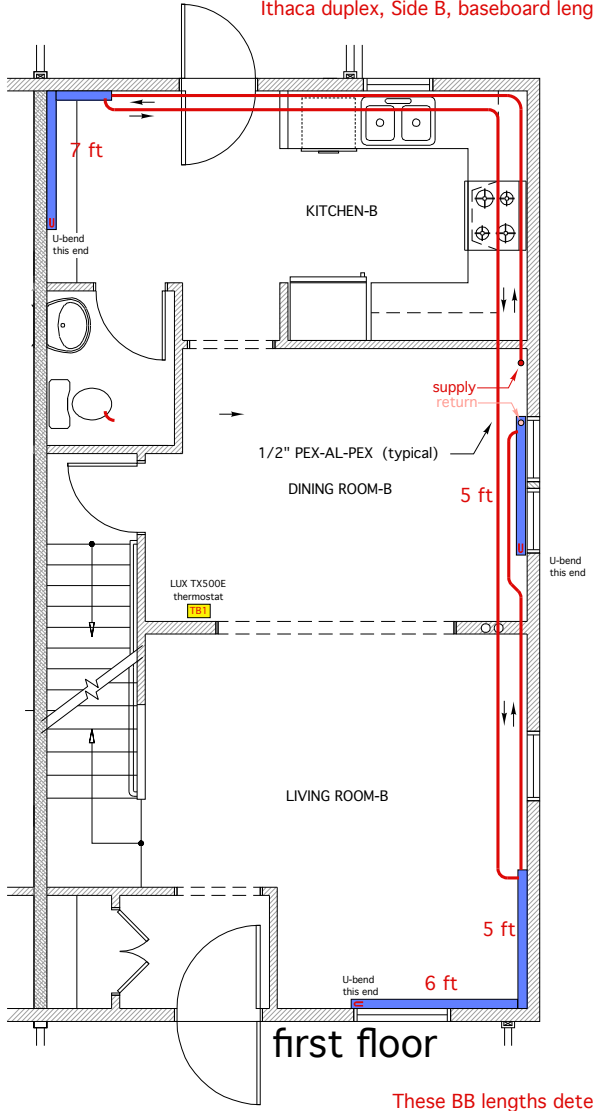 Ithaca duplex, Side B, baseboard leng
7 ft
U-bend
this end
KITCHEN-B
supply
return
1/2" PEX-AL-PEX (typical)
DINING ROOM-B
5 ft
U-bend
this end
LUX TX500E
thermostat
TB1
LIVING ROOM-B
5 ft
U-bend
this end
6 ft
first floor
These BB lengths dete